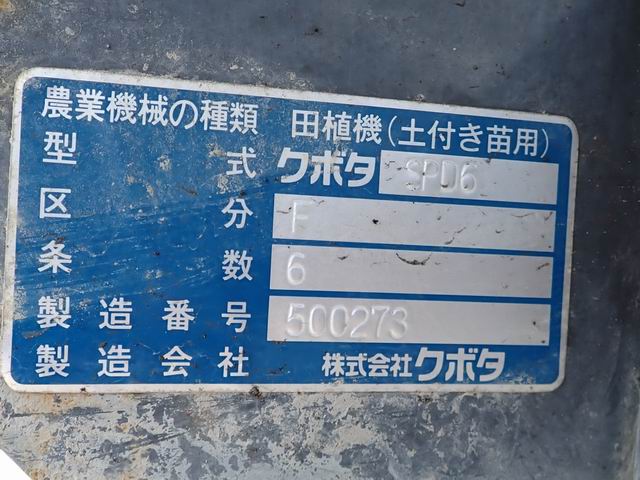 農業機械の種類 田植機(土付き苗用)
型式 クボタ SPD6
区分 F
条数 6
製造番号 500273
製造会社 株式会社クボタ